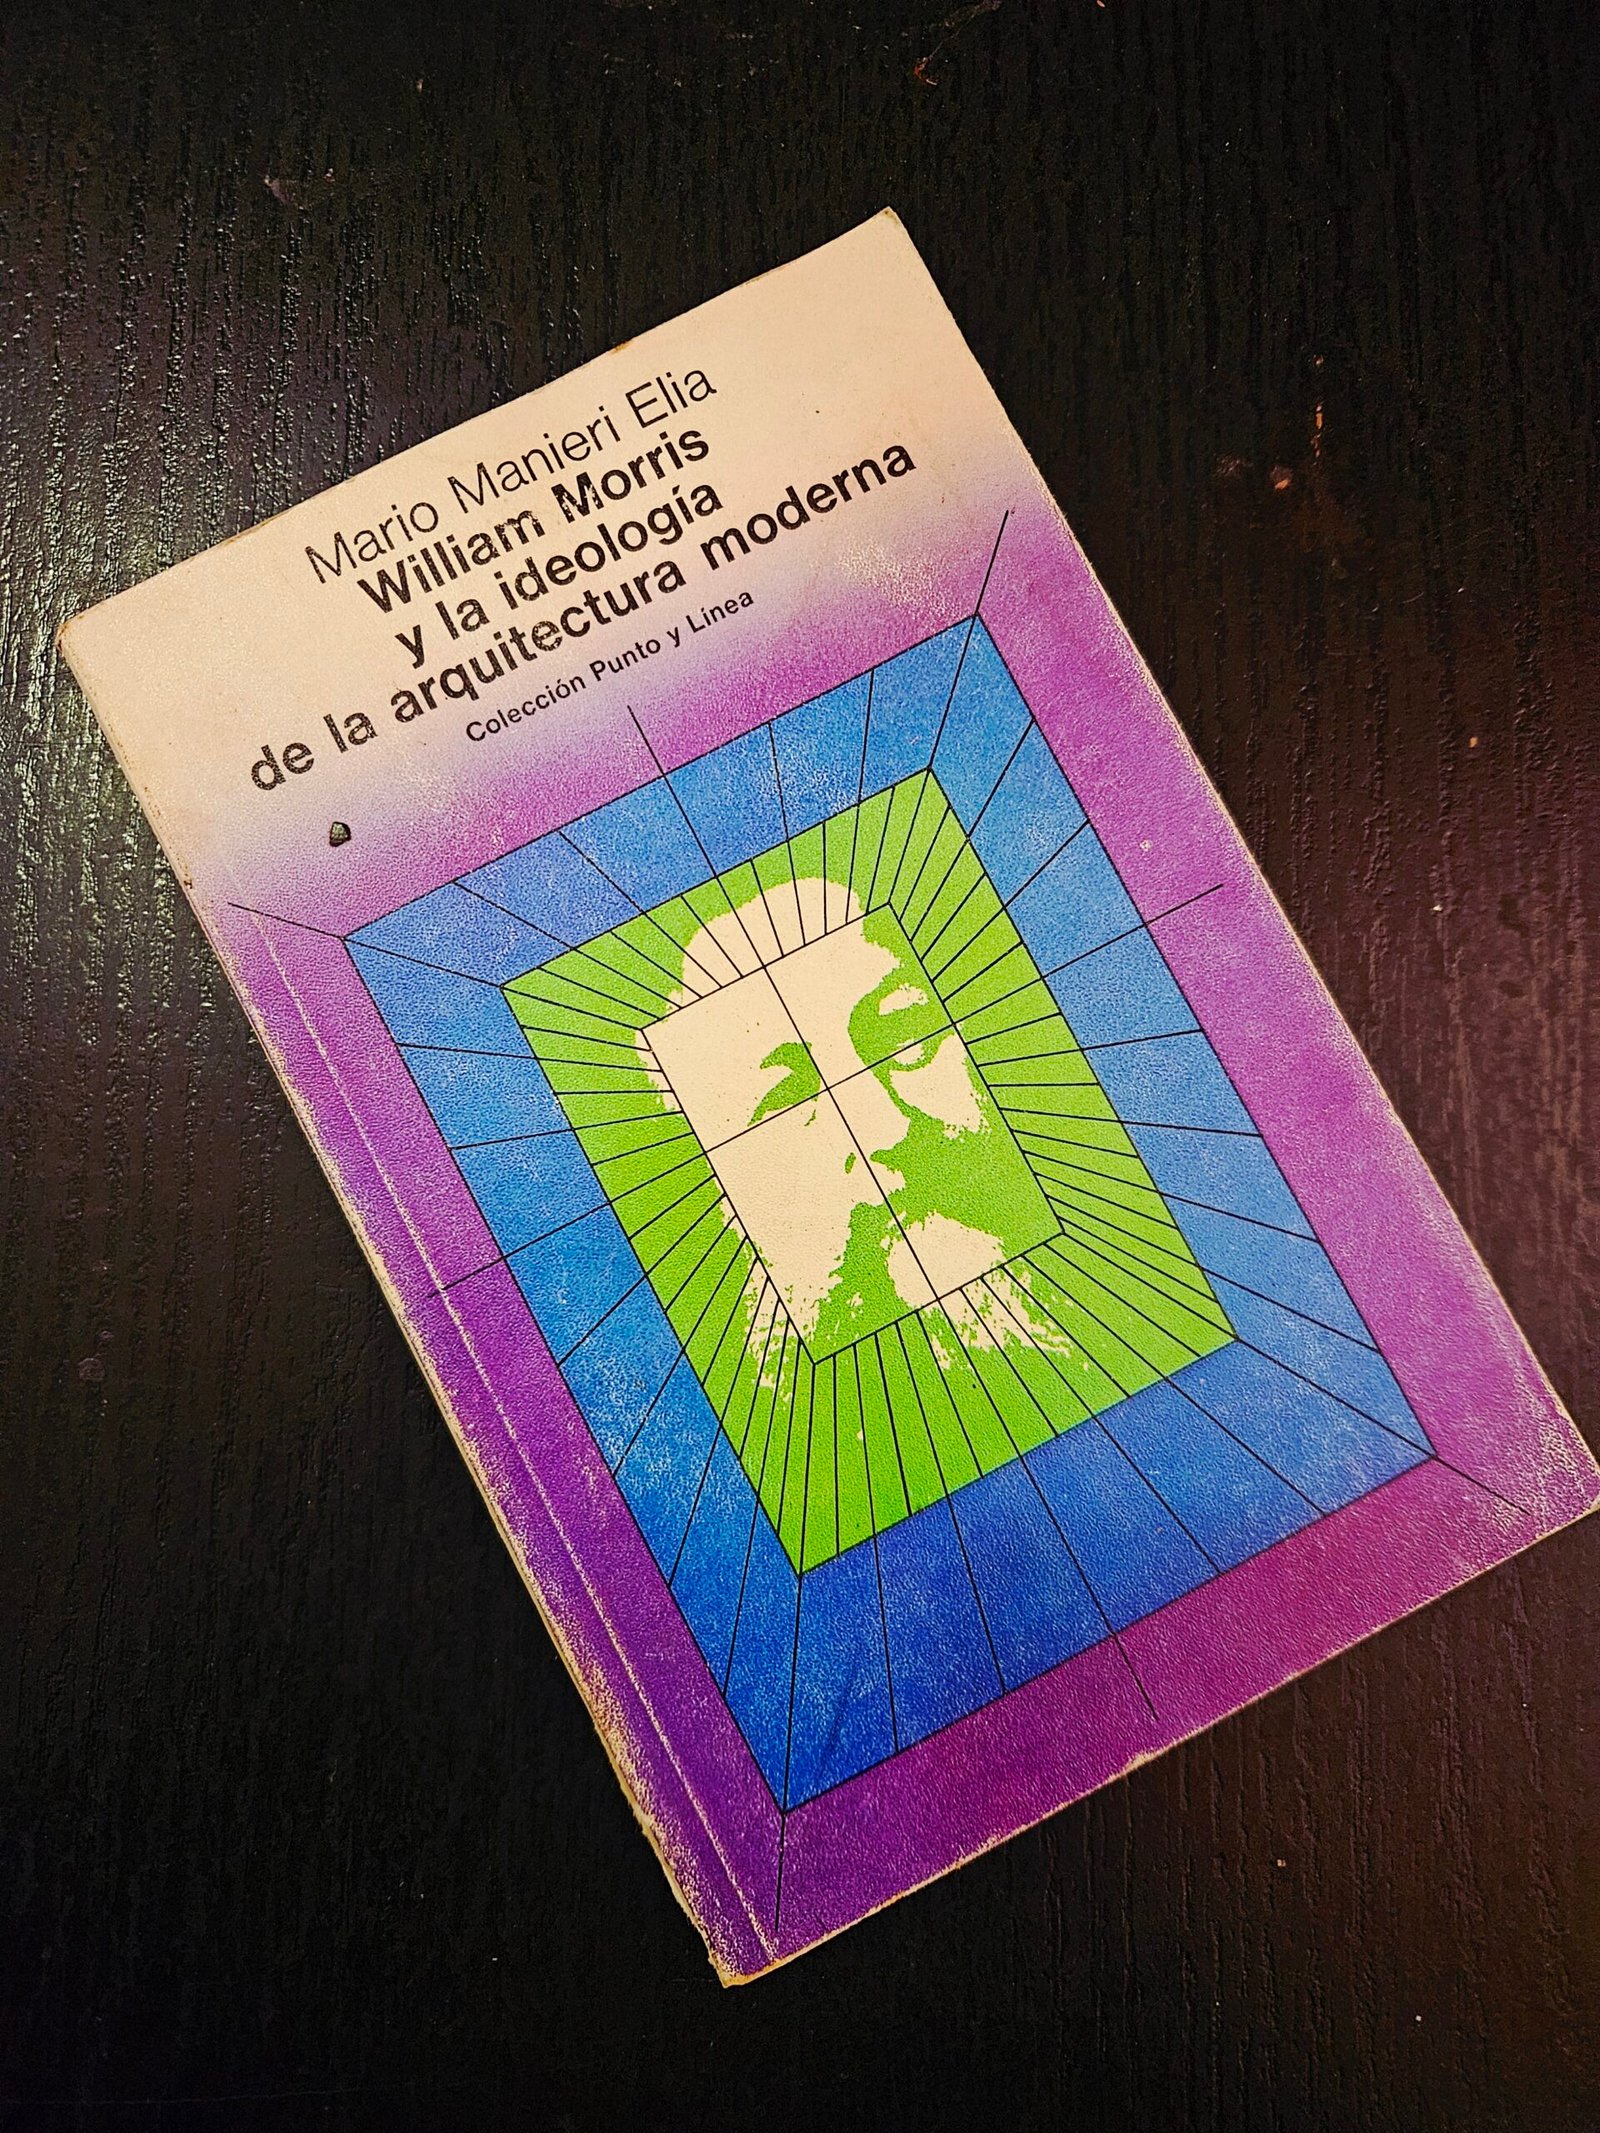 Mario Manieri Elia
William Morris
y la ideología
de la arquitectura moderna
Colección Punto y Línea